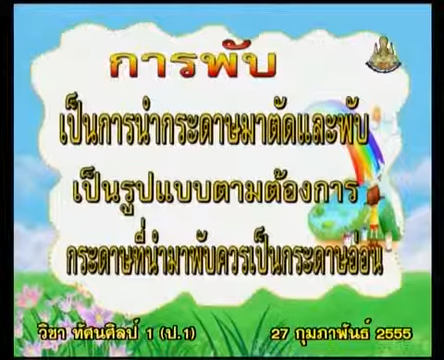 การพับ
เป็นการนำกระดาษมาตัดและพับ
เป็นรูปแบบตามต้องการ
กระดาษที่นำมาพับควรเป็นกระดาษอ่อน
วิชา ทัศนศิลป์ 1 (ป.1)
27 กุมภาพันธ์ 2555